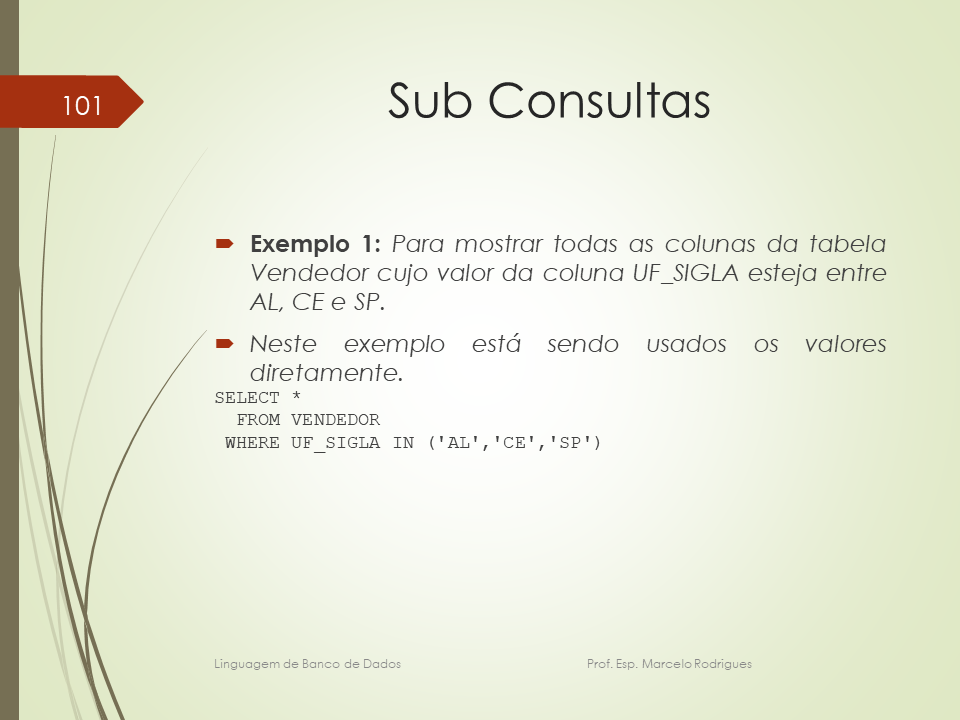 101
Sub Consultas
Exemplo 1: Para mostrar todas as colunas da tabela
Vendedor cujo valor da coluna UF_SIGLA esteja entre
AL, CE e SP.
Neste exemplo está sendo usados os valores
diretamente.
SELECT *
  FROM VENDEDOR
 WHERE UF_SIGLA IN ('AL','CE','SP')
Linguagem de Banco de Dados
Prof. Esp. Marcelo Rodrigues